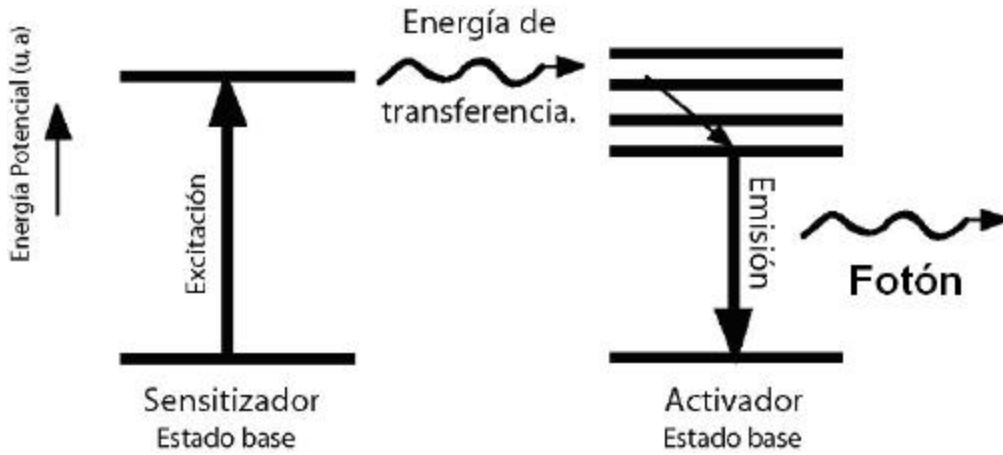 Energía Potencial (u, a)
Excitación
Sensitizador
Estado base
Energía de
transferencia.
Emisión
Fotón
Activador
Estado base